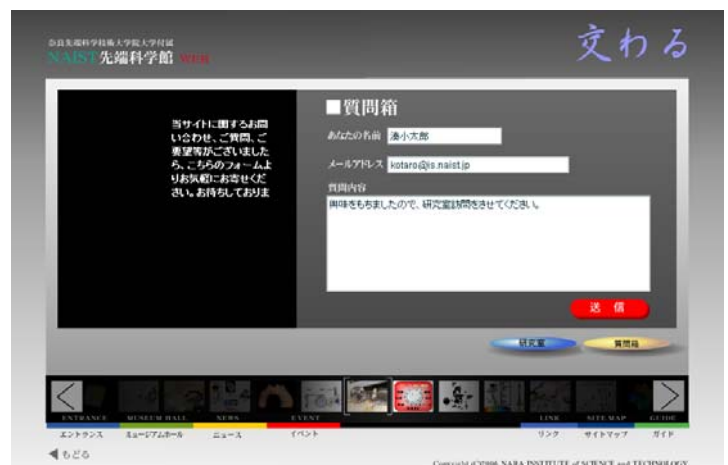 奈良先端科学技術大学院大学付属
NAIST先端科学館 WEB
交わる
当サイトに関するお問
い合わせ、ご質問、ご
要望等がございました
ら、こちらのフォームよ
りお気軽にお寄せくだ
さい。お待ちしておりま
■質問箱
あなたの名前 湊小太郎
メールアドレス kotaro@is.naist.jp
質問内容
興味をもちましたので、研究室訪問をさせてください。
送信
研究室 質問箱
ENTRANCE MUSEUM HALL NEWS EVENT LINK SITE MAP GUIDE
エントランス ミュージアムホール ニュース イベント リンク サイトマップ ガイド
もどる
Copyright (C)2006 NARA INSTITUTE of SCIENCE and TECHNOLOGY